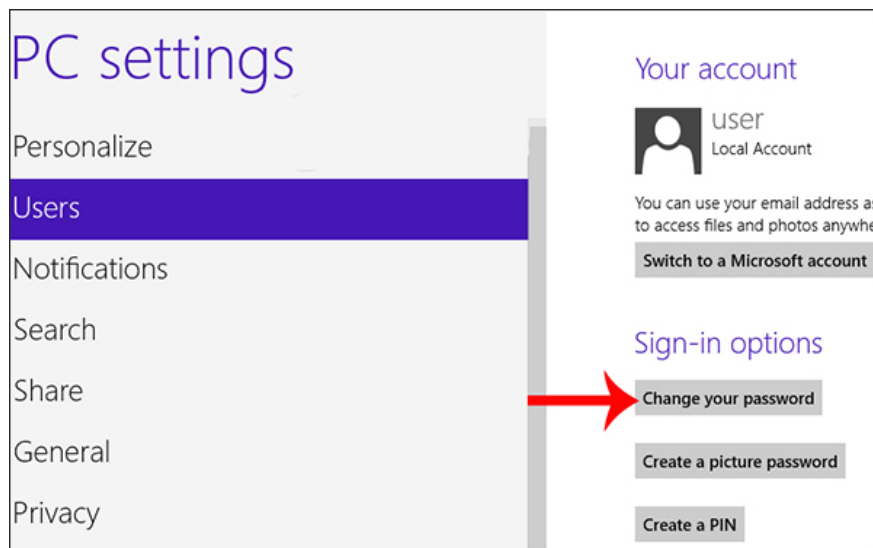 PC settings
Personalize
Users
Notifications
Search
Share
General
Privacy
Your account
user
Local Account
You can use your email address as
to access files and photos anywhe
Switch to a Microsoft account
Sign-in options
Change your password
Create a picture password
Create a PIN